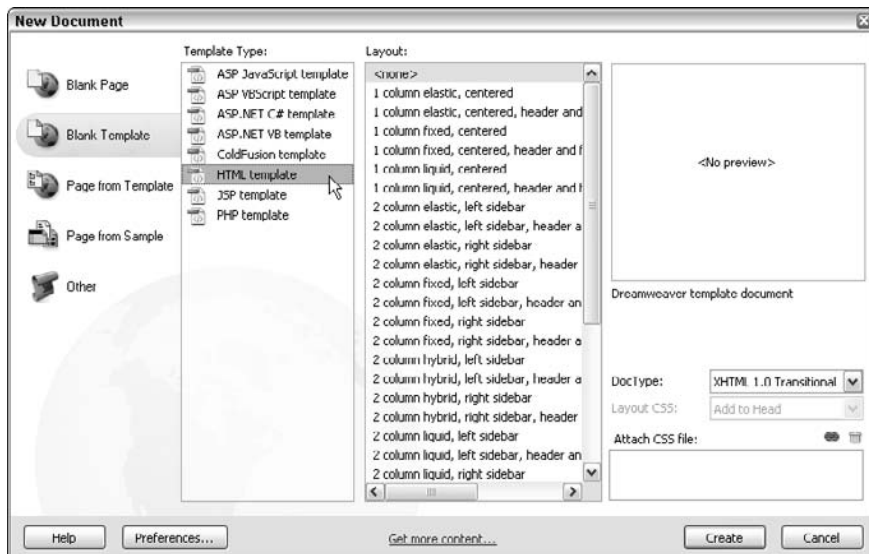 New Document
Blank Page
Blank Template
Page from Template
Page from Sample
Other
Template Type:
ASP JavaScript template
ASP VBScript template
ASP.NET C# template
ASP.NET VB template
ColdFusion template
HTML template
JSP template
PHP template
Layout:
<none>
1 column elastic, centered
1 column elastic, centered, header and
1 column fixed, centered
1 column fixed, centered, header and f
1 column liquid, centered
1 column liquid, centered, header and f
2 column elastic, left sidebar
2 column elastic, left sidebar, header a
2 column elastic, right sidebar
2 column elastic, right sidebar, header
2 column fixed, left sidebar
2 column fixed, left sidebar, header an
2 column fixed, right sidebar
2 column fixed, right sidebar, header a
2 column hybrid, left sidebar
2 column hybrid, left sidebar, header a
2 column hybrid, right sidebar
2 column hybrid, right sidebar, header
2 column liquid, left sidebar
2 column liquid, left sidebar, header an
2 column liquid, right sidebar
<No preview>
Dreamweaver template document
DocType:
XHTML 1.0 Transitional
Layout CSS:
Add to Head
Attach CSS file:
Help
Preferences...
Get more content...
Create
Cancel